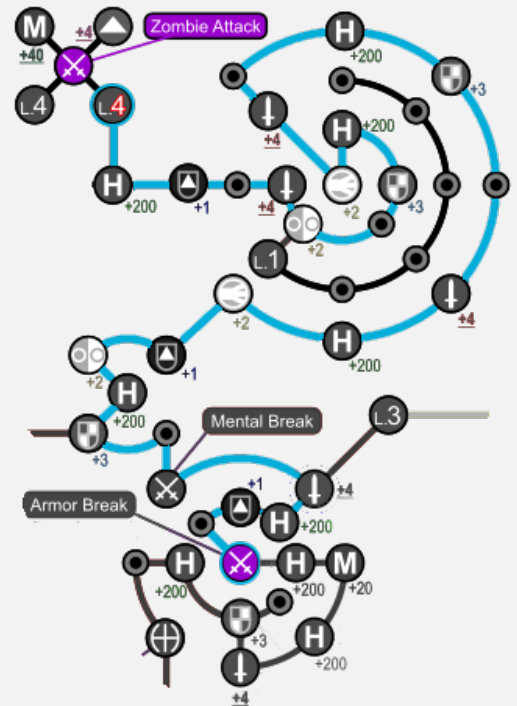 M
+4
Zombie Attack
+40
L.4
L.4
H
+200
+3
H
+200
+4
H
+200
+1
+4
+2
+3
+2
L.1
+2
+4
H
+200
+1
+2
H
+200
+3
Mental Break
L.3
+1
+4
Armor Break
H
+200
H
+200
H
+200
M
+20
+3
H
+200
+4